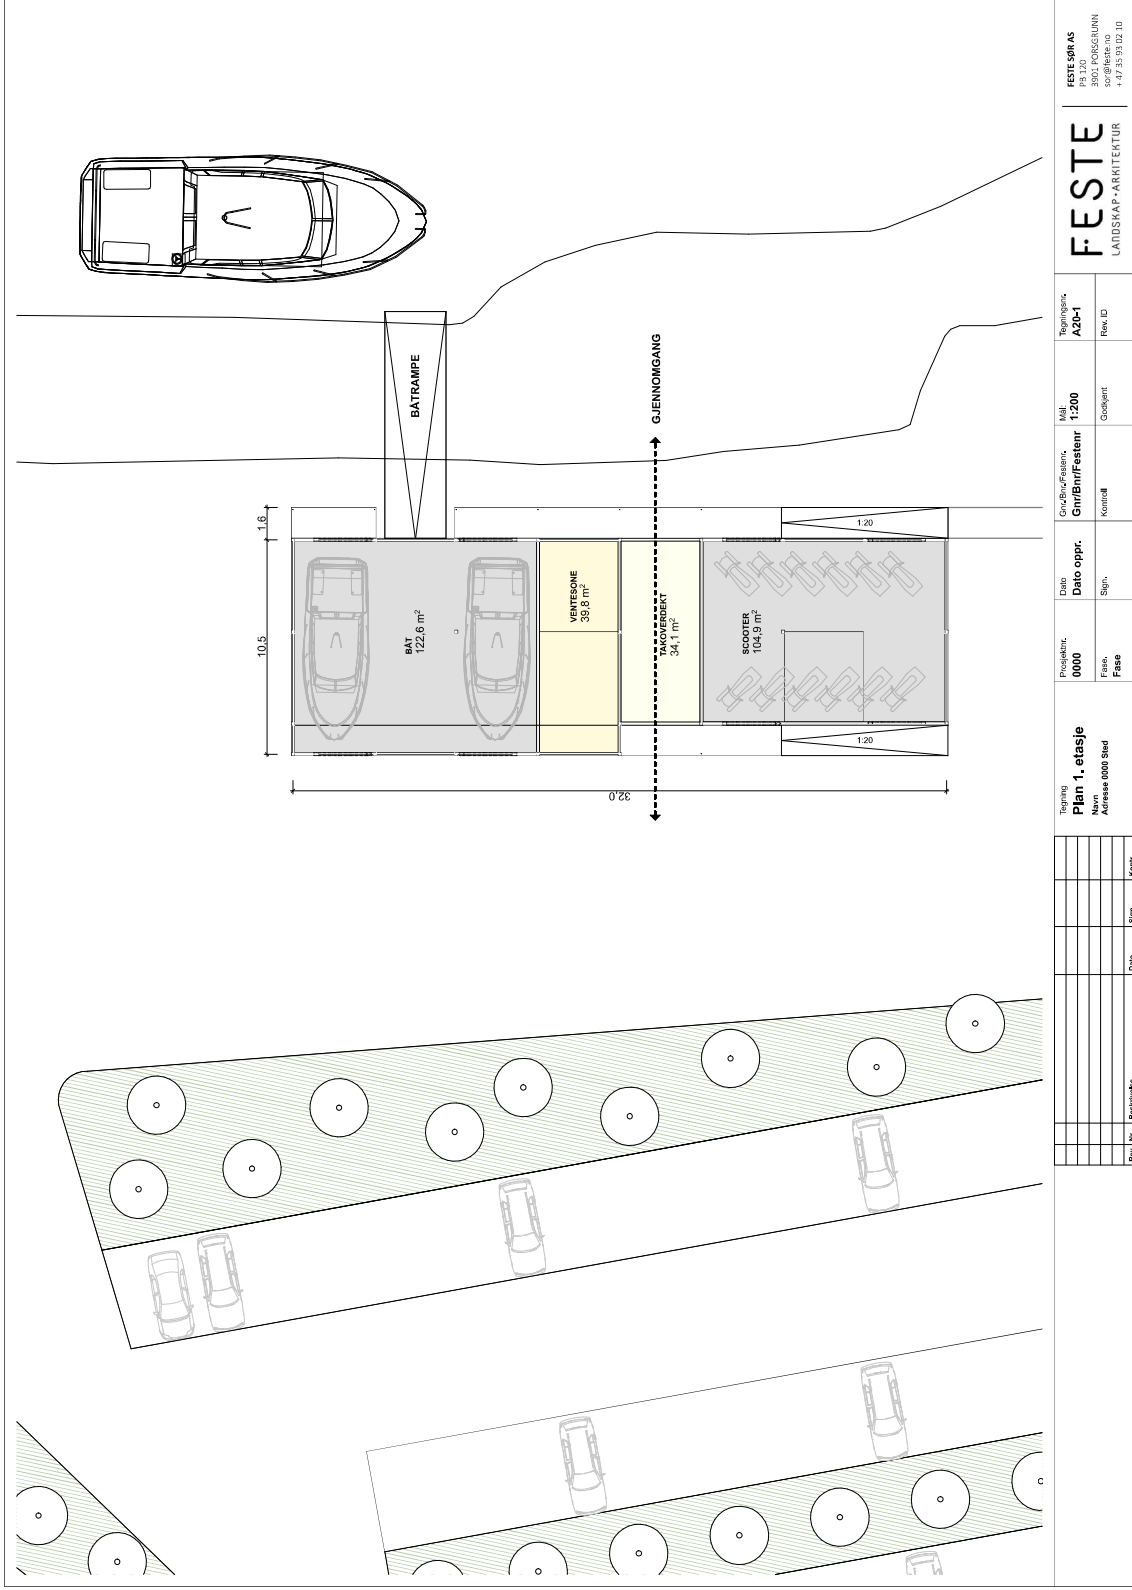 FESTE SØR AS
PB 120
3901 PORSGRUNN
sor@feste.no
+47 35 93 02 10
FESTE
LANDSKAP • ARKITEKTUR
Tegningsnr.
A20-1
Rev. ID
Mål:
1:200
Godkjent
Gnr./Bnr./Festenr.
Gnr/Bnr/Festenr
Kontroll
Dato
Dato oppr.
Sign.
Prosjektnr.
0000
Fase.
Fase
Tegning
Plan 1. etasje
Navn
Adresse 0000 Sted
BÅTRAMPE
GJENNOMGANG
1,6
10,5
32,0
BÅT
122,6 m²
VENTESONE
39,8 m²
TAKOVERDEKT
34,1 m²
SCOOTER
104,9 m²
1:20
1:20